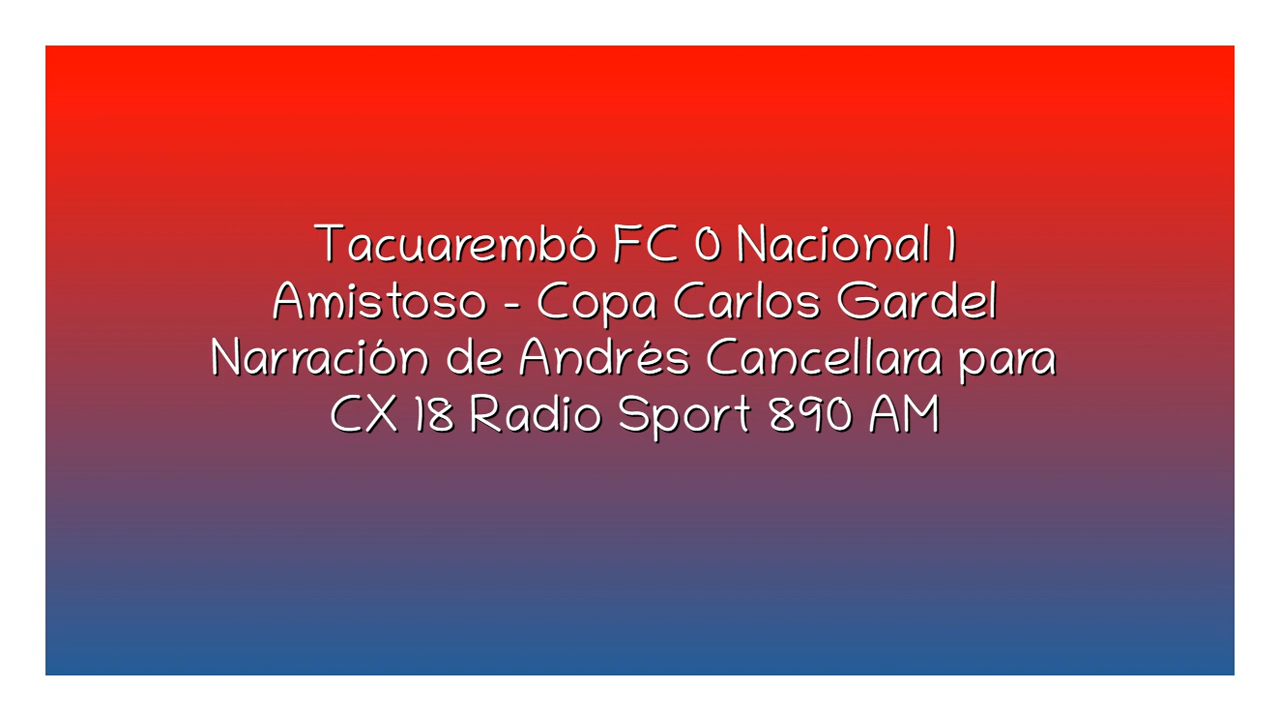 Tacuarembó FC 0 Nacional 1
Amistoso - Copa Carlos Gardel
Narración de Andrés Cancellara para
CX 18 Radio Sport 890 AM